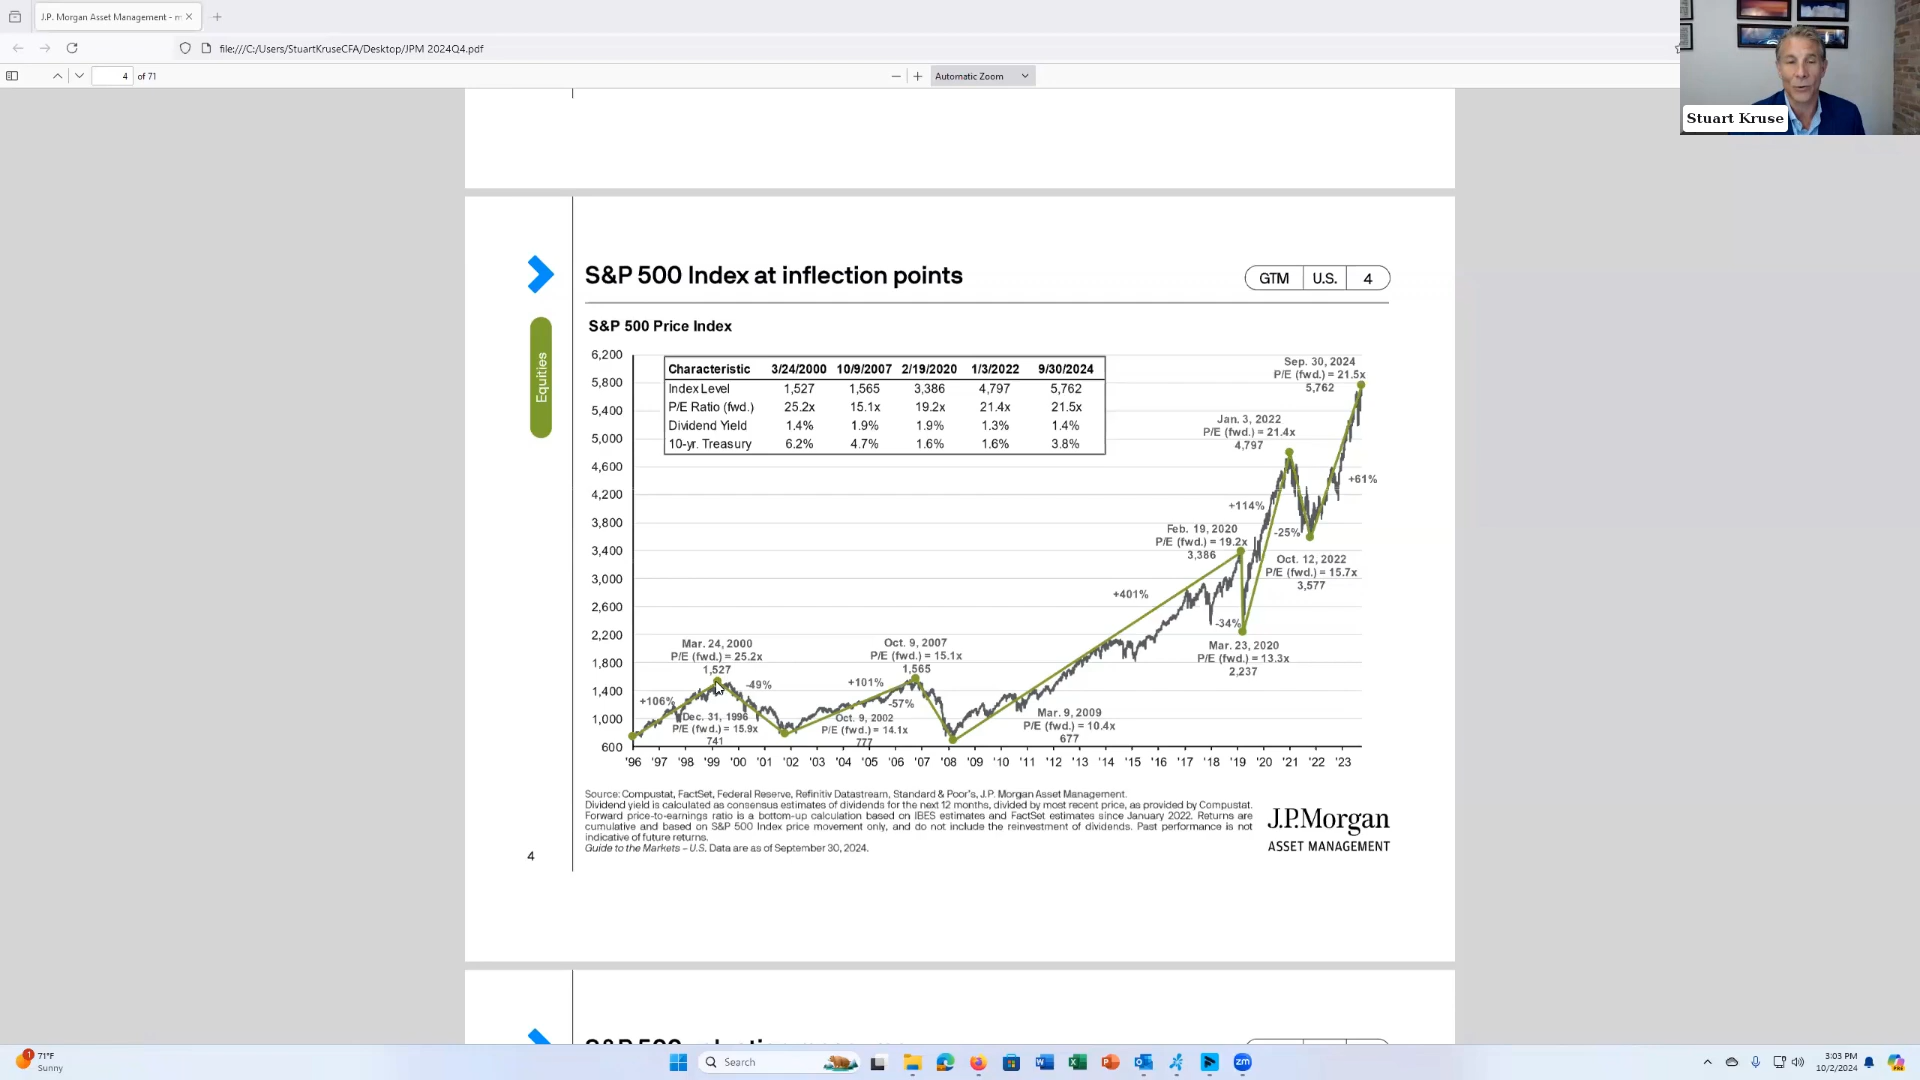 J.P. Morgan Asset Management - m
file:///C:/Users/StuartKruseCFA/Desktop/JPM 2024Q4.pdf
4 of 71
Automatic Zoom
Stuart Kruse
S&P 500 Index at inflection points
GTM U.S. 4
Equities
S&P 500 Price Index
Characteristic 3/24/2000 10/9/2007 2/19/2020 1/3/2022 9/30/2024
Index Level 1,527 1,565 3,386 4,797 5,762
P/E Ratio (fwd.) 25.2x 15.1x 19.2x 21.4x 21.5x
Dividend Yield 1.4% 1.9% 1.9% 1.3% 1.4%
10-yr. Treasury 6.2% 4.7% 1.6% 1.6% 3.8%
6,200
5,800
5,400
5,000
4,600
4,200
3,800
3,400
3,000
2,600
2,200
1,800
1,400
1,000
600
Sep. 30, 2024
P/E (fwd.) = 21.5x
5,762
Jan. 3, 2022
P/E (fwd.) = 21.4x
4,797
+61%
+114%
-25%
Feb. 19, 2020
P/E (fwd.) = 19.2x
3,386
Oct. 12, 2022
P/E (fwd.) = 15.7x
3,577
+401%
-34%
Mar. 23, 2020
P/E (fwd.) = 13.3x
2,237
Mar. 24, 2000
P/E (fwd.) = 25.2x
1,527
Oct. 9, 2007
P/E (fwd.) = 15.1x
1,565
+106%
-49%
+101%
-57%
Dec. 31, 1996
P/E (fwd.) = 15.9x
741
Oct. 9, 2002
P/E (fwd.) = 14.1x
777
Mar. 9, 2009
P/E (fwd.) = 10.4x
677
'96 '97 '98 '99 '00 '01 '02 '03 '04 '05 '06 '07 '08 '09 '10 '11 '12 '13 '14 '15 '16 '17 '18 '19 '20 '21 '22 '23
Source: Compustat, FactSet, Federal Reserve, Refinitiv Datastream, Standard & Poor's, J.P. Morgan Asset Management.
Dividend yield is calculated as consensus estimates of dividends for the next 12 months, divided by most recent price, as provided by Compustat.
Forward price-to-earnings ratio is a bottom-up calculation based on IBES estimates and FactSet estimates since January 2022. Returns are
cumulative and based on S&P 500 Index price movement only, and do not include the reinvestment of dividends. Past performance is not
indicative of future returns.
Guide to the Markets – U.S. Data are as of September 30, 2024.
J.P.Morgan
ASSET MANAGEMENT
4
1
71°F
Sunny
Search
zm
3:03 PM
10/2/2024